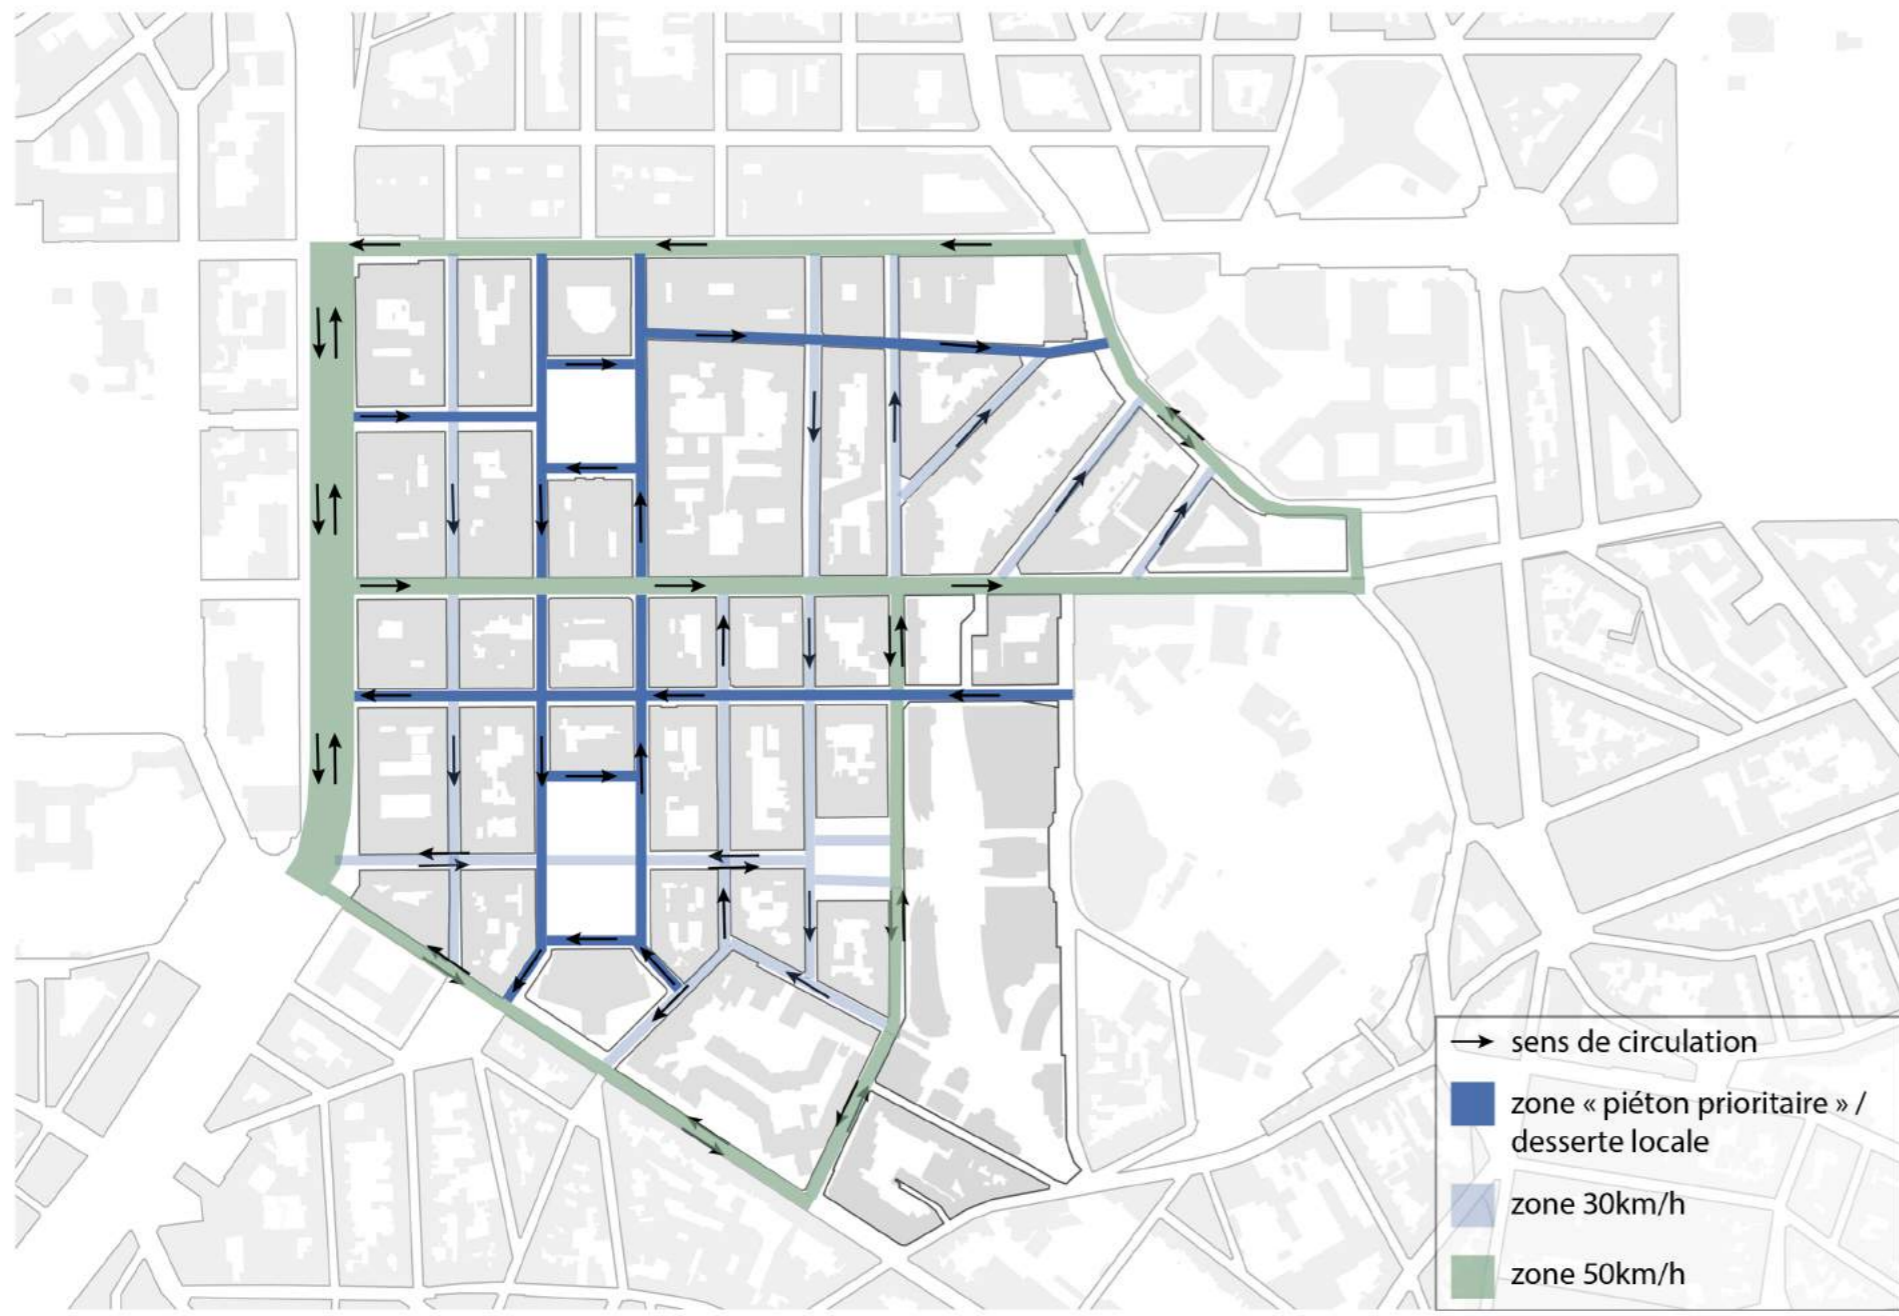 sens de circulation
zone « piéton prioritaire » /
desserte locale
zone 30km/h
zone 50km/h